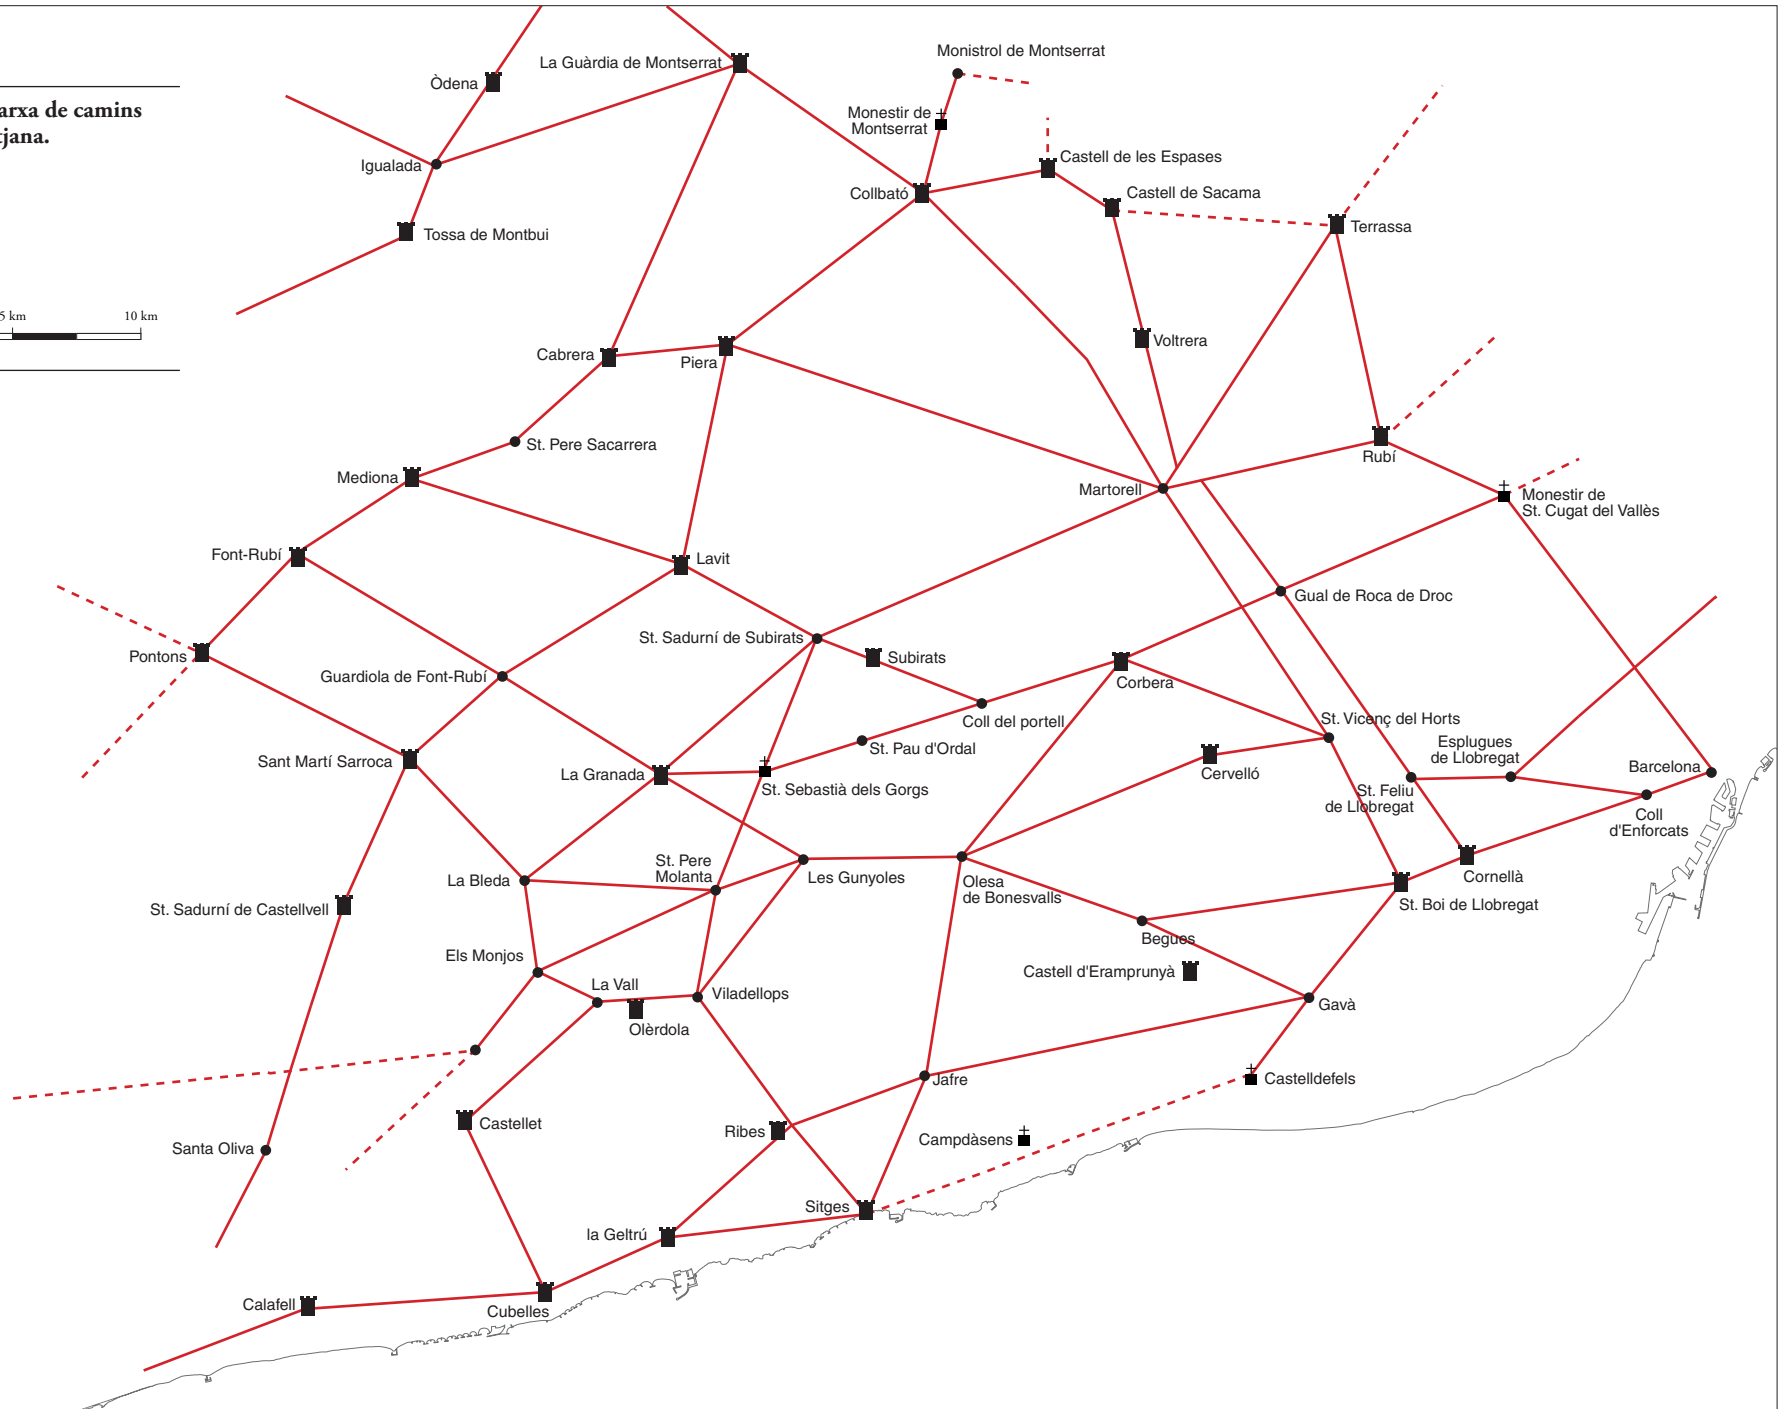 Monistrol de Montserrat
La Guàrdia de Montserrat
Òdena
arxa de camins
tjana.
Monestir de
Montserrat
Castell de les Espases
Igualada
Collbató
Castell de Sacama
Tossa de Montbui
Terrassa
5 km
10 km
Voltrera
Cabrera
Piera
St. Pere Sacarrera
Rubí
Mediona
Martorell
Monestir de
St. Cugat del Vallès
Font-Rubí
Lavit
Gual de Roca de Droc
St. Sadurní de Subirats
Pontons
Subirats
Guardiola de Font-Rubí
Corbera
Coll del portell
St. Vicenç del Horts
St. Pau d'Ordal
Esplugues
de Llobregat
Sant Martí Sarroca
La Granada
Cervelló
Barcelona
St. Sebastià dels Gorgs
St. Feliu
de Llobregat
Coll
d'Enforcats
St. Pere
Molanta
La Bleda
Les Gunyoles
Olesa
de Bonesvalls
Cornellà
St. Sadurní de Castellvell
St. Boi de Llobregat
Begues
Els Monjos
Castell d'Eramprunyà
La Vall
Viladellops
Gavà
Olèrdola
Jafre
Castelldefels
Castellet
Ribes
Campdàsens
Santa Oliva
Sitges
la Geltrú
Calafell
Cubelles